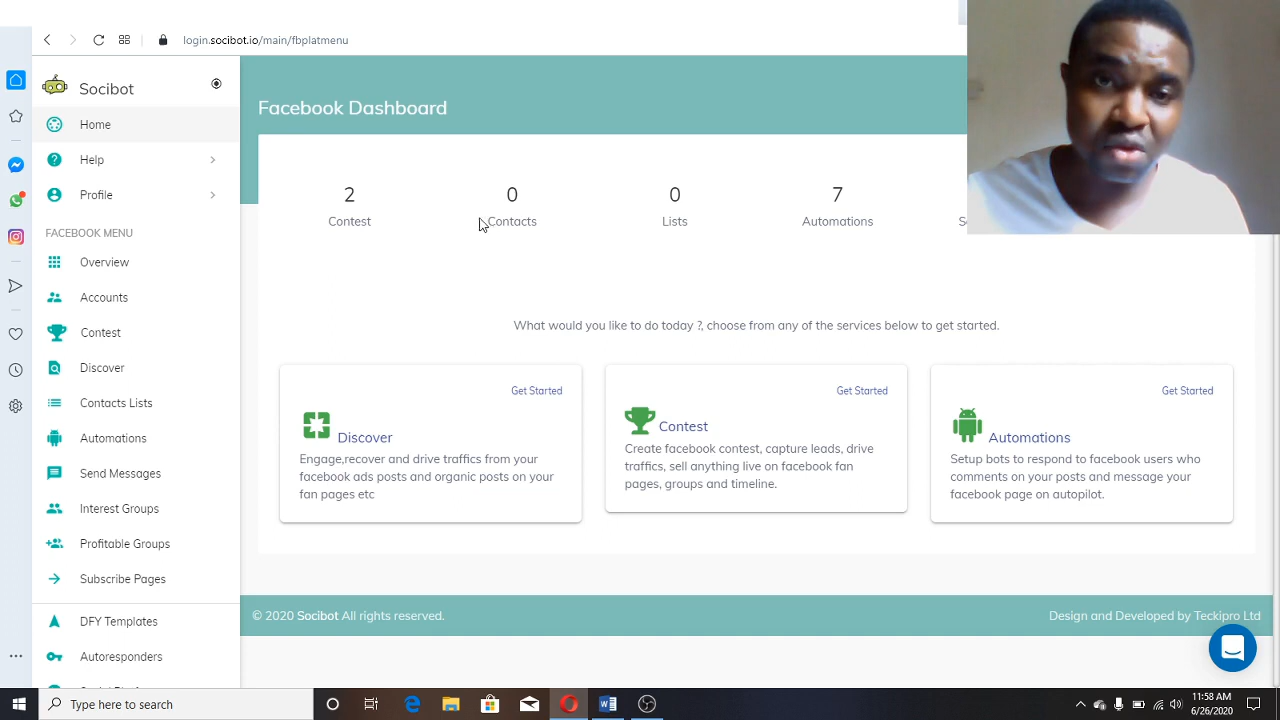 login.socibot.io/main/fbplatmenu
Socibot
Home
Help
Profile
FACEBOOK MENU
Overview
Accounts
Contest
Discover
Contacts Lists
Automations
Send Messages
Interest Groups
Profitable Groups
Subscribe Pages
DFY Templates
Autoresponders
Facebook Dashboard
2
Contest
0
Contacts
0
Lists
7
Automations
What would you like to do today ?, choose from any of the services below to get started.
Get Started
Discover
Engage,recover and drive traffics from your
facebook ads posts and organic posts on your
fan pages etc
Get Started
Contest
Create facebook contest, capture leads, drive
traffics, sell anything live on facebook fan
pages, groups and timeline.
Get Started
Automations
Setup bots to respond to facebook users who
comments on your posts and message your
facebook page on autopilot.
© 2020 Socibot All rights reserved.
Design and Developed by Teckipro Ltd
Type here to search
11:58 AM
6/26/2020